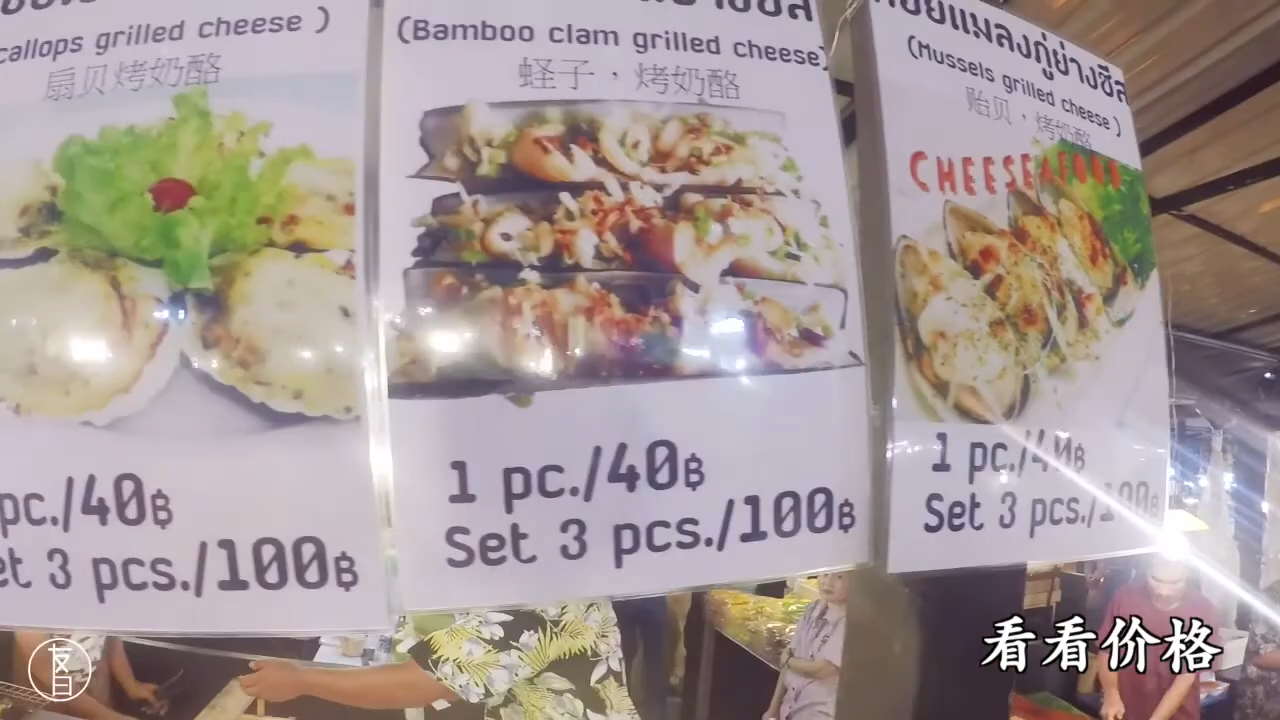 callops grilled cheese )
扇贝烤奶酪
pc./40฿
et 3 pcs./100฿
(Bamboo clam grilled cheese)
蛏子，烤奶酪
1 pc./40฿
Set 3 pcs./100฿
หอยแมลงภู่ย่างชีส
(Mussels grilled cheese )
贻贝，烤奶酪
CHEESEAFOOD
1 pc./40฿
Set 3 pcs./100฿
看看价格
友日